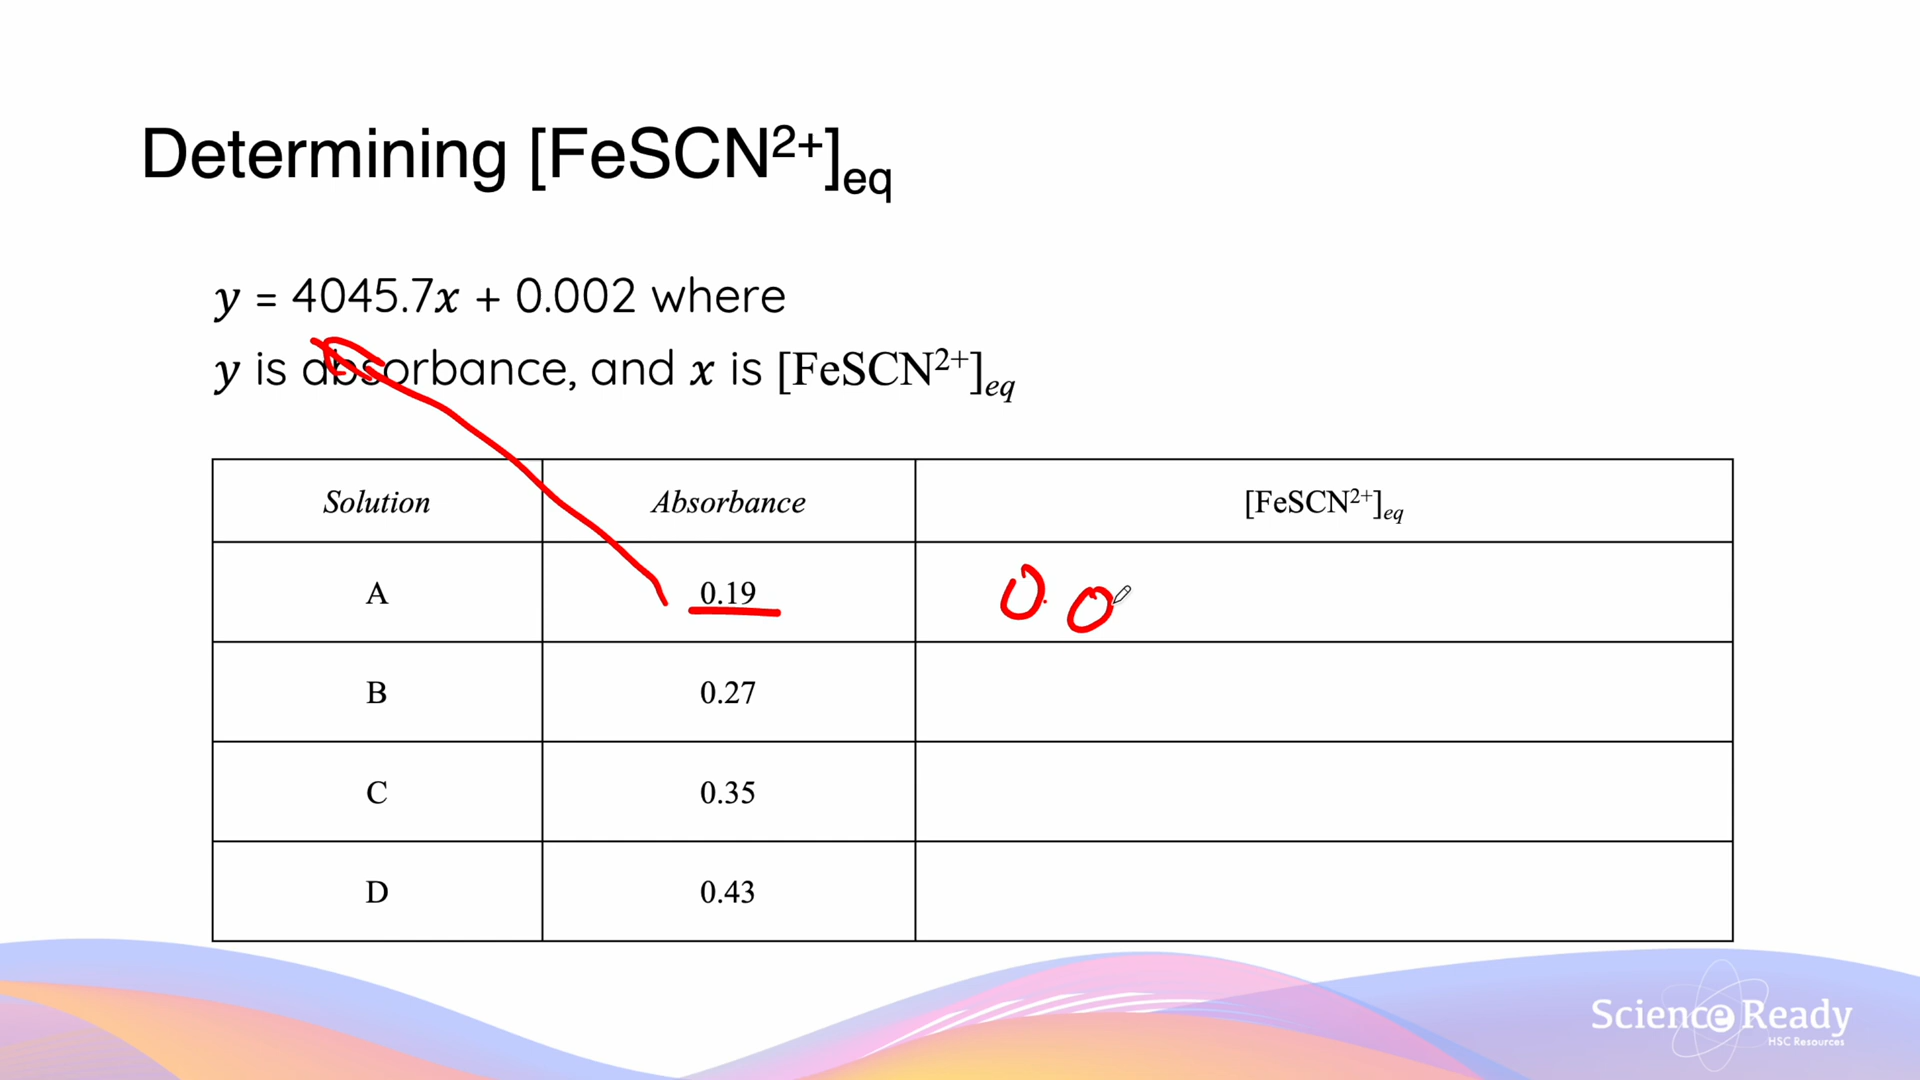 Determining [FeSCN²⁺]eq
y = 4045.7x + 0.002 where
y is absorbance, and x is [FeSCN²⁺]eq
Solution Absorbance [FeSCN²⁺]eq
A 0.19 0.0
B 0.27
C 0.35
D 0.43
Science Ready
HSC Resources